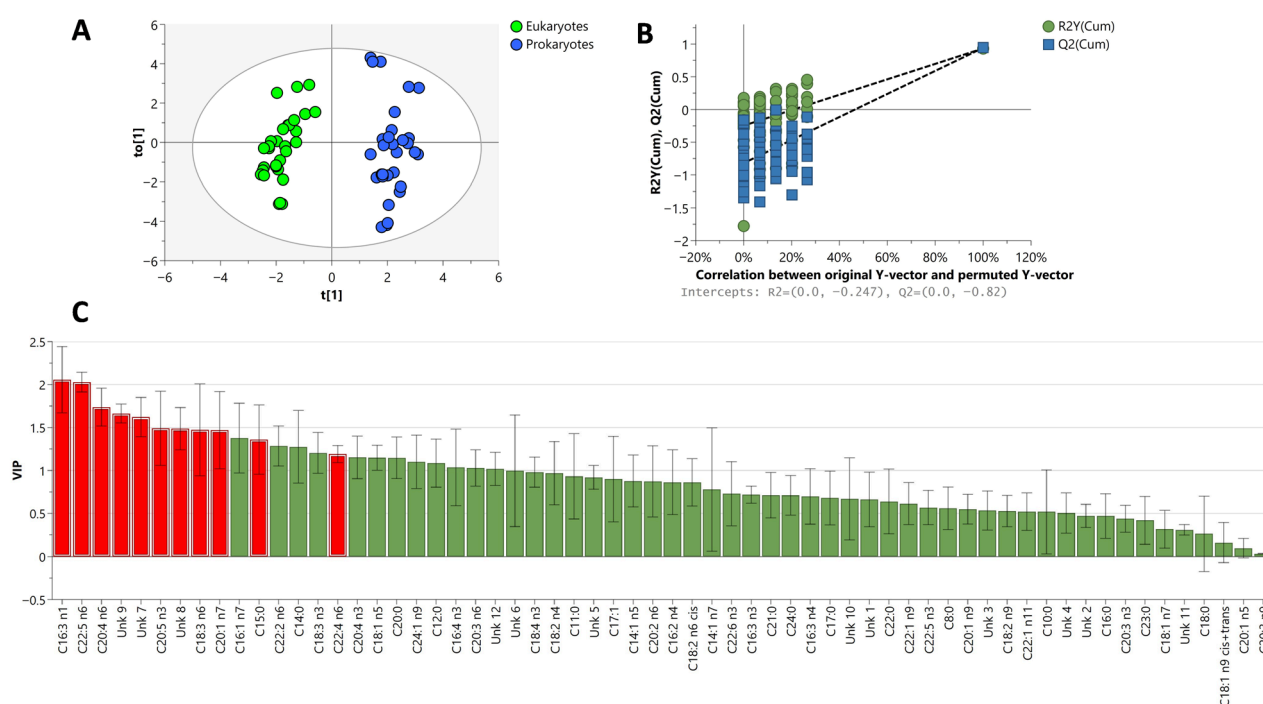 A
6
4
2
0
−2
−4
−6
−6
−4
−2
0
2
4
6
to[1]
t[1]
Eukaryotes
Prokaryotes
B
1
0.5
0
−0.5
−1
−1.5
−2
−20%
0%
20%
40%
60%
80%
100%
120%
R2Y(Cum), Q2(Cum)
Correlation between original Y-vector and permuted Y-vector
Intercepts: R2=(0.0, −0.247), Q2=(0.0, −0.82)
R2Y(Cum)
Q2(Cum)
C
2.5
2
1.5
1
0.5
0
−0.5
VIP
C16:3 n1
C22:5 n6
C20:4 n6
Unk 9
Unk 7
C20:5 n3
Unk 8
C18:3 n6
C20:1 n7
C16:1 n7
C15:0
C22:2 n6
C14:0
C18:3 n3
C22:4 n6
C20:4 n3
C18:1 n5
C20:0
C24:1 n9
C12:0
C16:4 n3
C20:3 n6
Unk 12
Unk 6
C18:4 n3
C18:2 n4
C11:0
Unk 5
C17:1
C14:1 n5
C20:2 n6
C16:2 n4
C18:2 n6 cis
C14:1 n7
C22:6 n3
C16:3 n3
C21:0
C24:0
C16:3 n4
C17:0
Unk 10
Unk 1
C22:0
C22:1 n9
C22:5 n3
C8:0
C20:1 n9
Unk 3
C18:2 n9
C22:1 n11
C10:0
Unk 4
Unk 2
C16:0
C20:3 n3
C23:0
C18:1 n7
Unk 11
C18:0
C18:1 n9 cis+trans
C20:1 n5